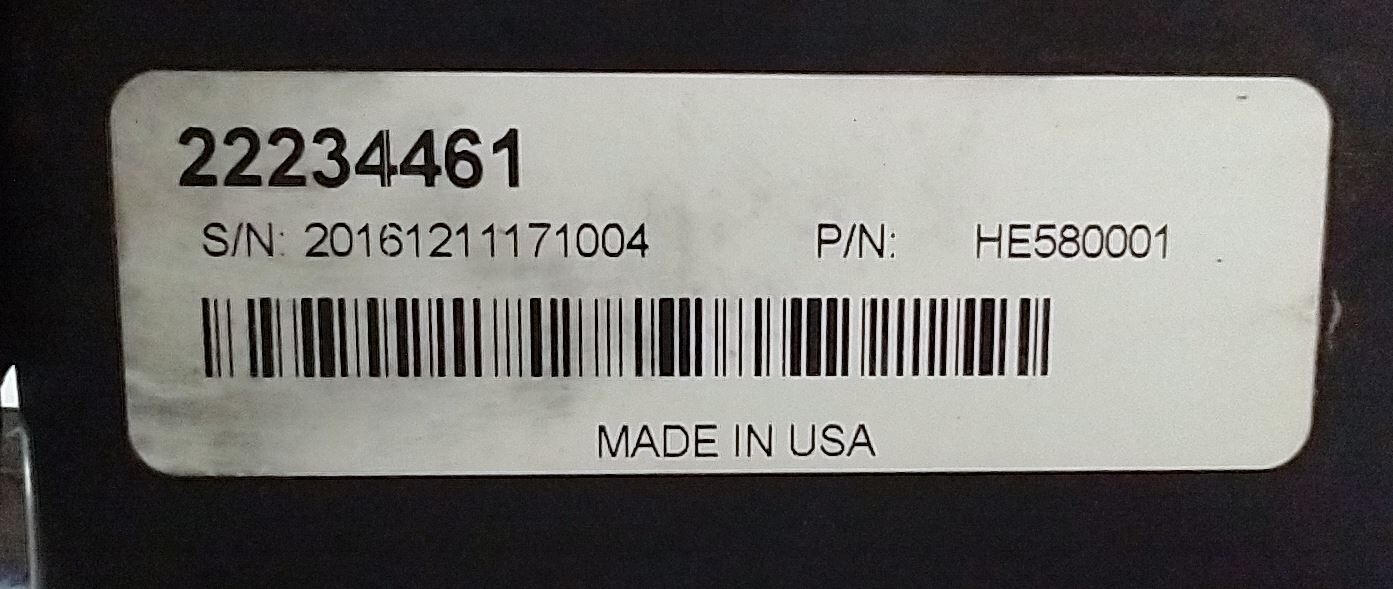 22234461
S/N: 20161211171004 P/N: HE580001
MADE IN USA